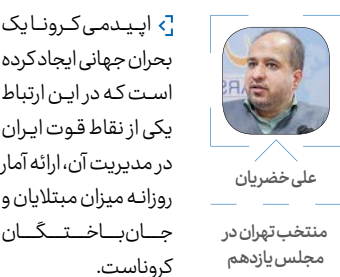 اپیدمی کرونا یک
بحران جهانی ایجاد کرده
است که در این ارتباط
یکی از نقاط قوت ایران
در مدیریت آن، ارائه آمار
روزانه میزان مبتلایان و
جان‌باختگان
کروناست.
علی خضریان
منتخب تهران در
مجلس یازدهم